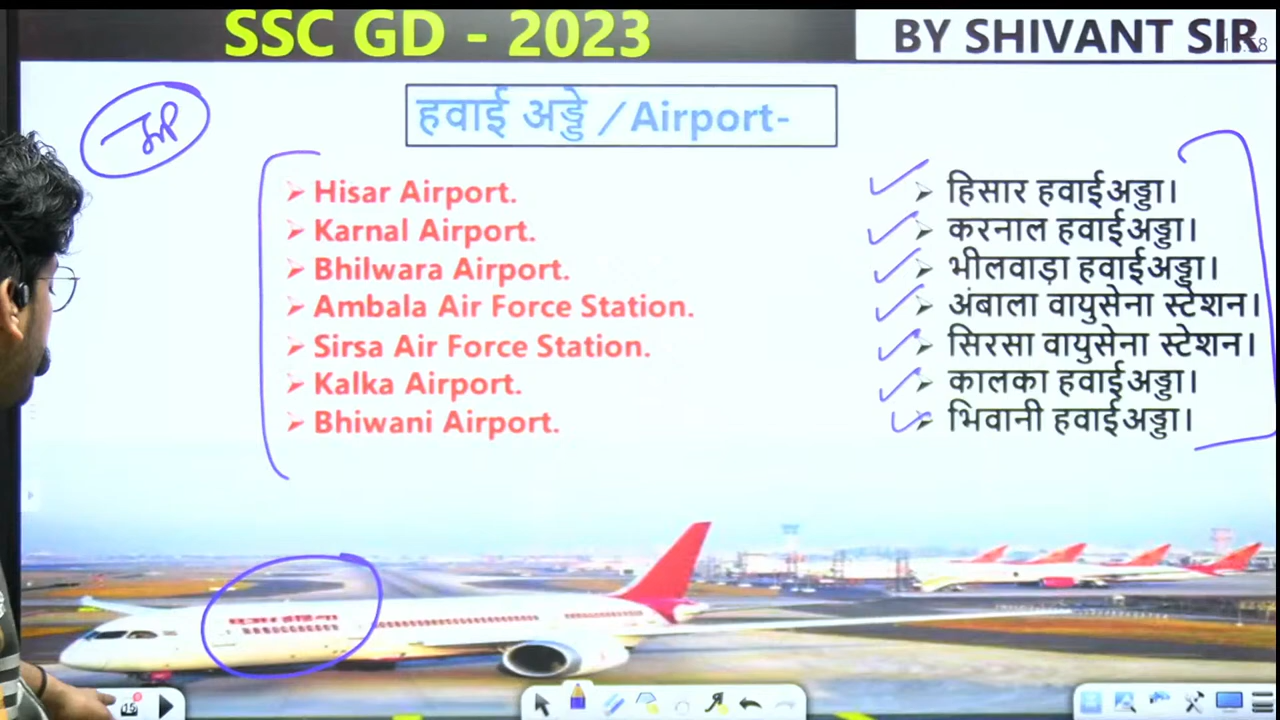 SSC GD - 2023
BY SHIVANT SIR
हवाई अड्डे / Airport-
➢ Hisar Airport.
➢ Karnal Airport.
➢ Bhilwara Airport.
➢ Ambala Air Force Station.
➢ Sirsa Air Force Station.
➢ Kalka Airport.
➢ Bhiwani Airport.
➢ हिसार हवाईअड्डा।
➢ करनाल हवाईअड्डा।
➢ भीलवाड़ा हवाईअड्डा।
➢ अंबाला वायुसेना स्टेशन।
➢ सिरसा वायुसेना स्टेशन।
➢ कालका हवाईअड्डा।
➢ भिवानी हवाईअड्डा।